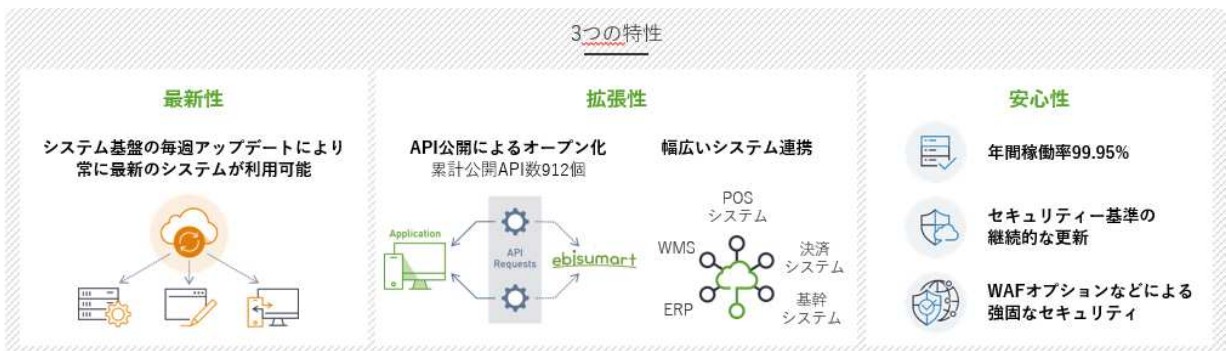 3つの特性
最新性
システム基盤の毎週アップデートにより
常に最新のシステムが利用可能
拡張性
API公開によるオープン化
累計公開API数912個
Application
API
Requests
ebisumart
幅広いシステム連携
POS
システム
WMS
決済
システム
ERP
基幹
システム
安心性
年間稼働率99.95%
セキュリティー基準の
継続的な更新
WAFオプションなどによる
強固なセキュリティ